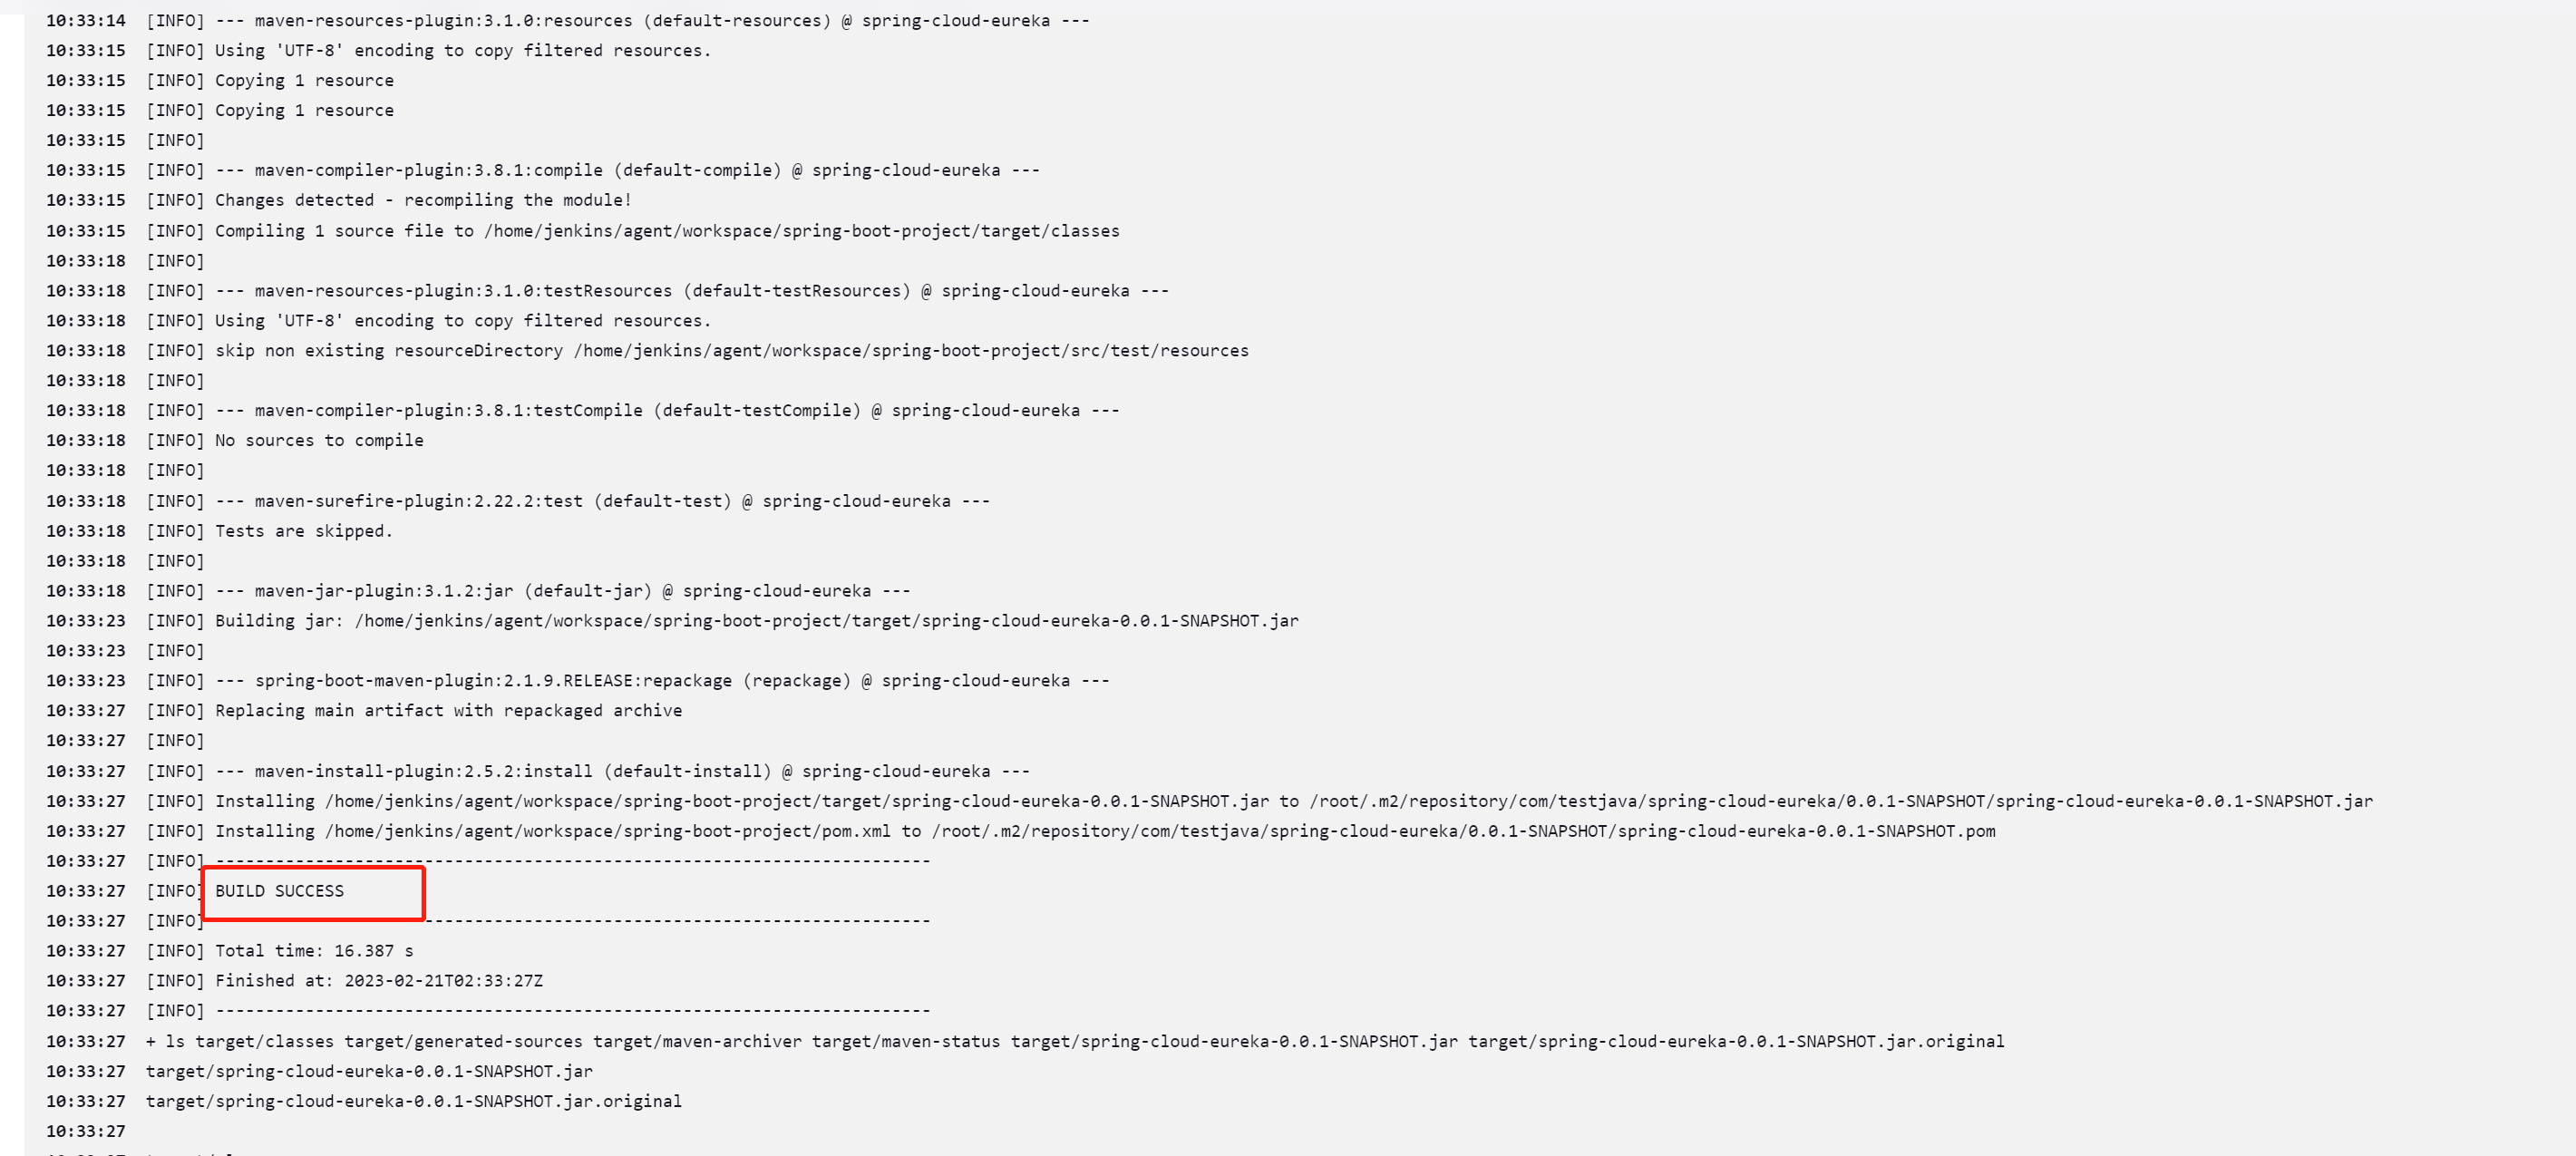 10:33:14 [INFO] --- maven-resources-plugin:3.1.0:resources (default-resources) @ spring-cloud-eureka ---
10:33:15 [INFO] Using 'UTF-8' encoding to copy filtered resources.
10:33:15 [INFO] Copying 1 resource
10:33:15 [INFO] Copying 1 resource
10:33:15 [INFO]
10:33:15 [INFO] --- maven-compiler-plugin:3.8.1:compile (default-compile) @ spring-cloud-eureka ---
10:33:15 [INFO] Changes detected - recompiling the module!
10:33:15 [INFO] Compiling 1 source file to /home/jenkins/agent/workspace/spring-boot-project/target/classes
10:33:18 [INFO]
10:33:18 [INFO] --- maven-resources-plugin:3.1.0:testResources (default-testResources) @ spring-cloud-eureka ---
10:33:18 [INFO] Using 'UTF-8' encoding to copy filtered resources.
10:33:18 [INFO] skip non existing resourceDirectory /home/jenkins/agent/workspace/spring-boot-project/src/test/resources
10:33:18 [INFO]
10:33:18 [INFO] --- maven-compiler-plugin:3.8.1:testCompile (default-testCompile) @ spring-cloud-eureka ---
10:33:18 [INFO] No sources to compile
10:33:18 [INFO]
10:33:18 [INFO] --- maven-surefire-plugin:2.22.2:test (default-test) @ spring-cloud-eureka ---
10:33:18 [INFO] Tests are skipped.
10:33:18 [INFO]
10:33:18 [INFO] --- maven-jar-plugin:3.1.2:jar (default-jar) @ spring-cloud-eureka ---
10:33:23 [INFO] Building jar: /home/jenkins/agent/workspace/spring-boot-project/target/spring-cloud-eureka-0.0.1-SNAPSHOT.jar
10:33:23 [INFO]
10:33:23 [INFO] --- spring-boot-maven-plugin:2.1.9.RELEASE:repackage (repackage) @ spring-cloud-eureka ---
10:33:27 [INFO] Replacing main artifact with repackaged archive
10:33:27 [INFO]
10:33:27 [INFO] --- maven-install-plugin:2.5.2:install (default-install) @ spring-cloud-eureka ---
10:33:27 [INFO] Installing /home/jenkins/agent/workspace/spring-boot-project/target/spring-cloud-eureka-0.0.1-SNAPSHOT.jar to /root/.m2/repository/com/testjava/spring-cloud-eureka/0.0.1-SNAPSHOT/spring-cloud-eureka-0.0.1-SNAPSHOT.jar
10:33:27 [INFO] Installing /home/jenkins/agent/workspace/spring-boot-project/pom.xml to /root/.m2/repository/com/testjava/spring-cloud-eureka/0.0.1-SNAPSHOT/spring-cloud-eureka-0.0.1-SNAPSHOT.pom
10:33:27 [INFO] ------------------------------------------------------------------------
10:33:27 [INFO] BUILD SUCCESS
10:33:27 [INFO] ------------------------------------------------------------------------
10:33:27 [INFO] Total time: 16.387 s
10:33:27 [INFO] Finished at: 2023-02-21T02:33:27Z
10:33:27 [INFO] ------------------------------------------------------------------------
10:33:27 + ls target/classes target/generated-sources target/maven-archiver target/maven-status target/spring-cloud-eureka-0.0.1-SNAPSHOT.jar target/spring-cloud-eureka-0.0.1-SNAPSHOT.jar.original
10:33:27 target/spring-cloud-eureka-0.0.1-SNAPSHOT.jar
10:33:27 target/spring-cloud-eureka-0.0.1-SNAPSHOT.jar.original
10:33:27